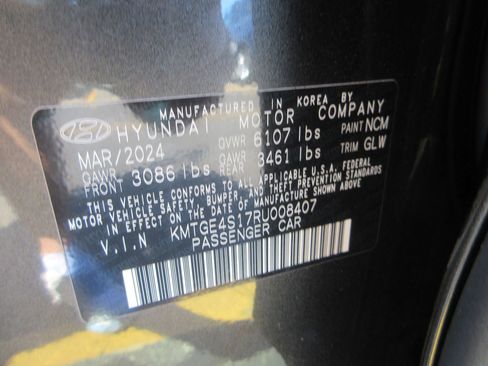 MANUFACTURED IN KOREA BY
HYUNDAI MOTOR COMPANY
MAR/2024 GVWR 6107 lbs PAINT NCM
GAWR FRONT 3086 lbs GAWR REAR 3461 lbs TRIM GLW
THIS VEHICLE CONFORMS TO ALL APPLICABLE U.S.A. FEDERAL
MOTOR VEHICLE SAFETY, BUMPER, AND THEFT PREVENTION STANDARDS
IN EFFECT ON THE DATE OF MANUFACTURE SHOWN ABOVE.
V.I.N KMTGE4S17RU008407
PASSENGER CAR